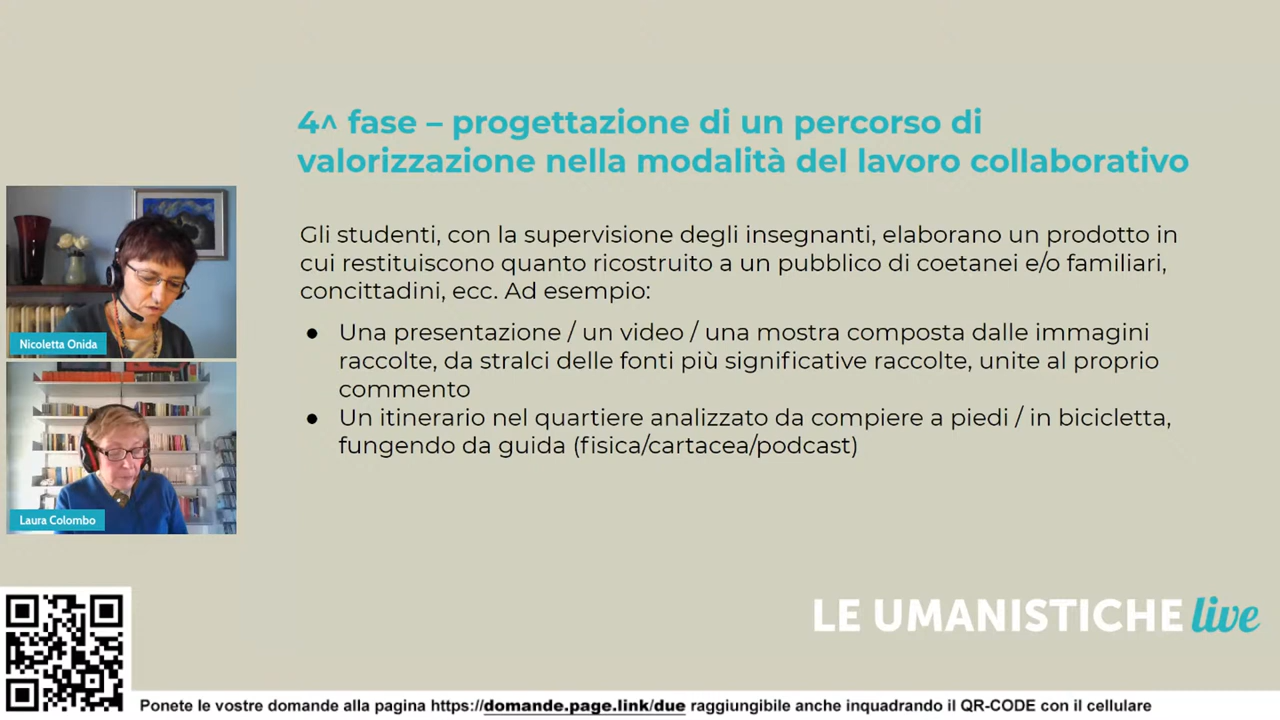 4^ fase – progettazione di un percorso di
valorizzazione nella modalità del lavoro collaborativo
Gli studenti, con la supervisione degli insegnanti, elaborano un prodotto in
cui restituiscono quanto ricostruito a un pubblico di coetanei e/o familiari,
concittadini, ecc. Ad esempio:
● Una presentazione / un video / una mostra composta dalle immagini
raccolte, da stralci delle fonti più significative raccolte, unite al proprio
commento
● Un itinerario nel quartiere analizzato da compiere a piedi / in bicicletta,
fungendo da guida (fisica/cartacea/podcast)
Nicoletta Onida
Laura Colombo
LE UMANISTICHE live
Ponete le vostre domande alla pagina https://domande.page.link/due raggiungibile anche inquadrando il QR-CODE con il cellulare